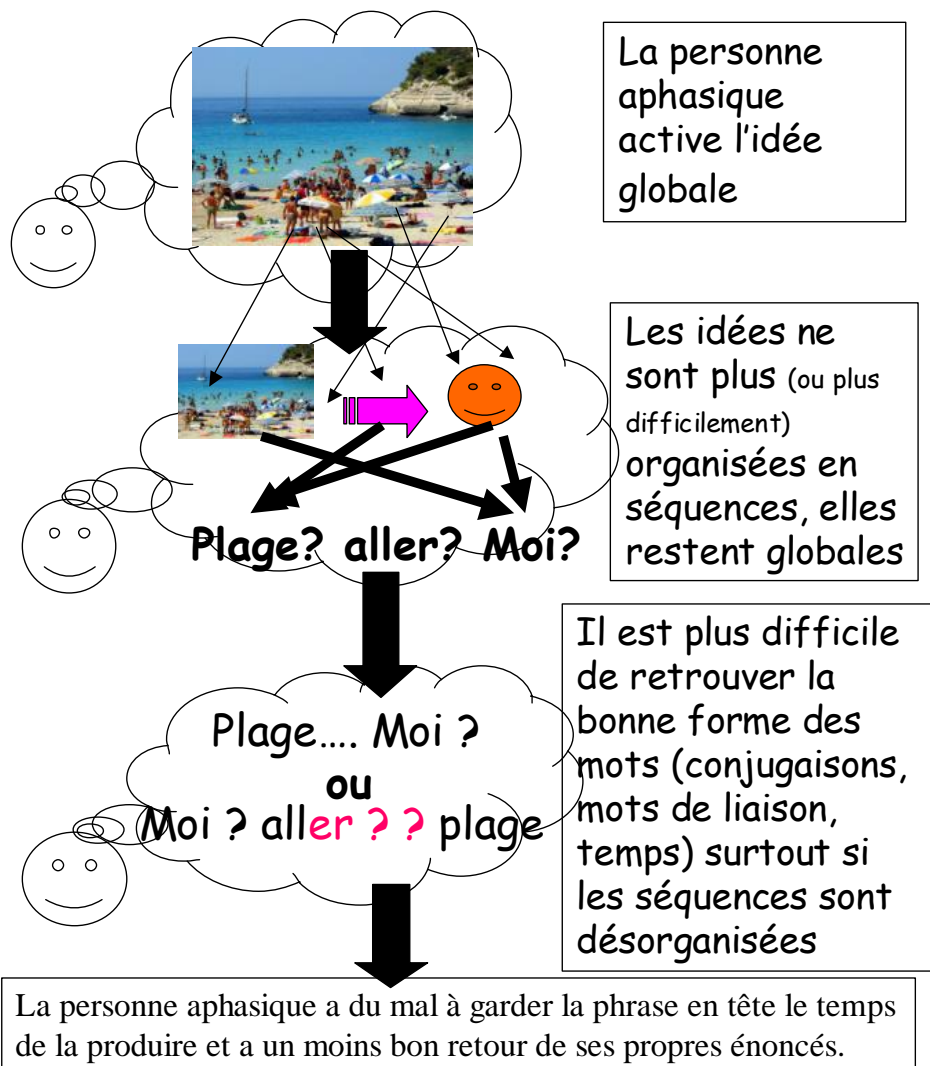 La personne
aphasique
active l'idée
globale
Les idées ne
sont plus (ou plus
difficilement)
organisées en
séquences, elles
restent globales
Plage? aller? Moi?
Il est plus difficile
de retrouver la
bonne forme des
mots (conjugaisons,
mots de liaison,
temps) surtout si
les séquences sont
désorganisées
Plage.... Moi ?
ou
Moi ? aller ? ? plage
La personne aphasique a du mal à garder la phrase en tête le temps
de la produire et a un moins bon retour de ses propres énoncés.